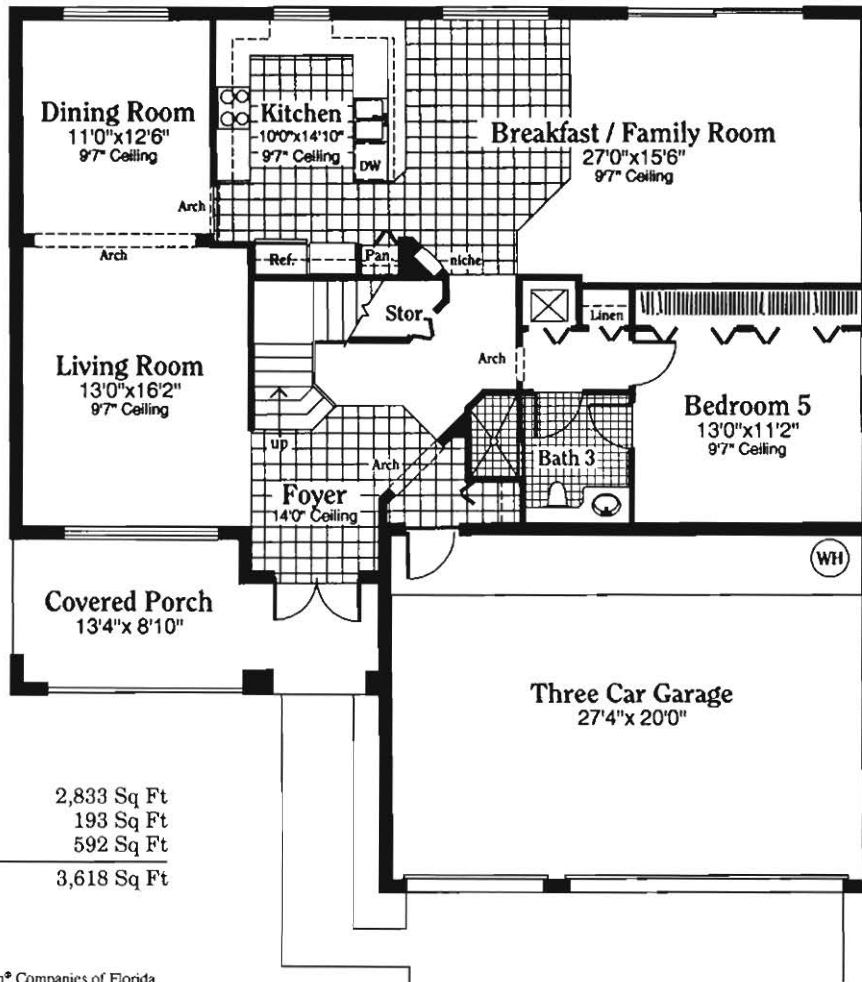 Dining Room
11'0"x12'6"
9'7" Ceiling
Kitchen
10'0"x14'10"
9'7" Ceiling
DW
Breakfast / Family Room
27'0"x15'6"
9'7" Ceiling
Arch
Arch
Ref.
Pan.
niche
Stor.
Linen
Arch
Living Room
13'0"x16'2"
9'7" Ceiling
Bedroom 5
13'0"x11'2"
9'7" Ceiling
up
Arch
Bath 3
Foyer
14'0" Ceiling
WH
Covered Porch
13'4"x 8'10"
Three Car Garage
27'4"x 20'0"
2,833 Sq Ft
193 Sq Ft
592 Sq Ft
3,618 Sq Ft
Companies of Florida